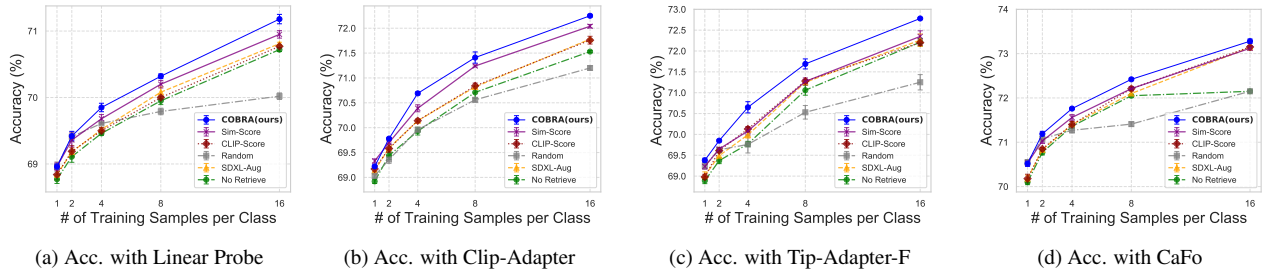 Accuracy (%)
71
70
69
COBRA(ours)
Sim-Score
CLIP-Score
Random
SDXL-Aug
No Retrieve
1 2 4 8 16
# of Training Samples per Class
(a) Acc. with Linear Probe
Accuracy (%)
72.0
71.5
71.0
70.5
70.0
69.5
69.0
COBRA(ours)
Sim-Score
CLIP-Score
Random
SDXL-Aug
No Retrieve
1 2 4 8 16
# of Training Samples per Class
(b) Acc. with Clip-Adapter
Accuracy (%)
73.0
72.5
72.0
71.5
71.0
70.5
70.0
69.5
69.0
COBRA(ours)
Sim-Score
CLIP-Score
Random
SDXL-Aug
No Retrieve
1 2 4 8 16
# of Training Samples per Class
(c) Acc. with Tip-Adapter-F
Accuracy (%)
74
73
72
71
70
COBRA(ours)
Sim-Score
CLIP-Score
Random
SDXL-Aug
No Retrieve
1 2 4 8 16
# of Training Samples per Class
(d) Acc. with CaFo